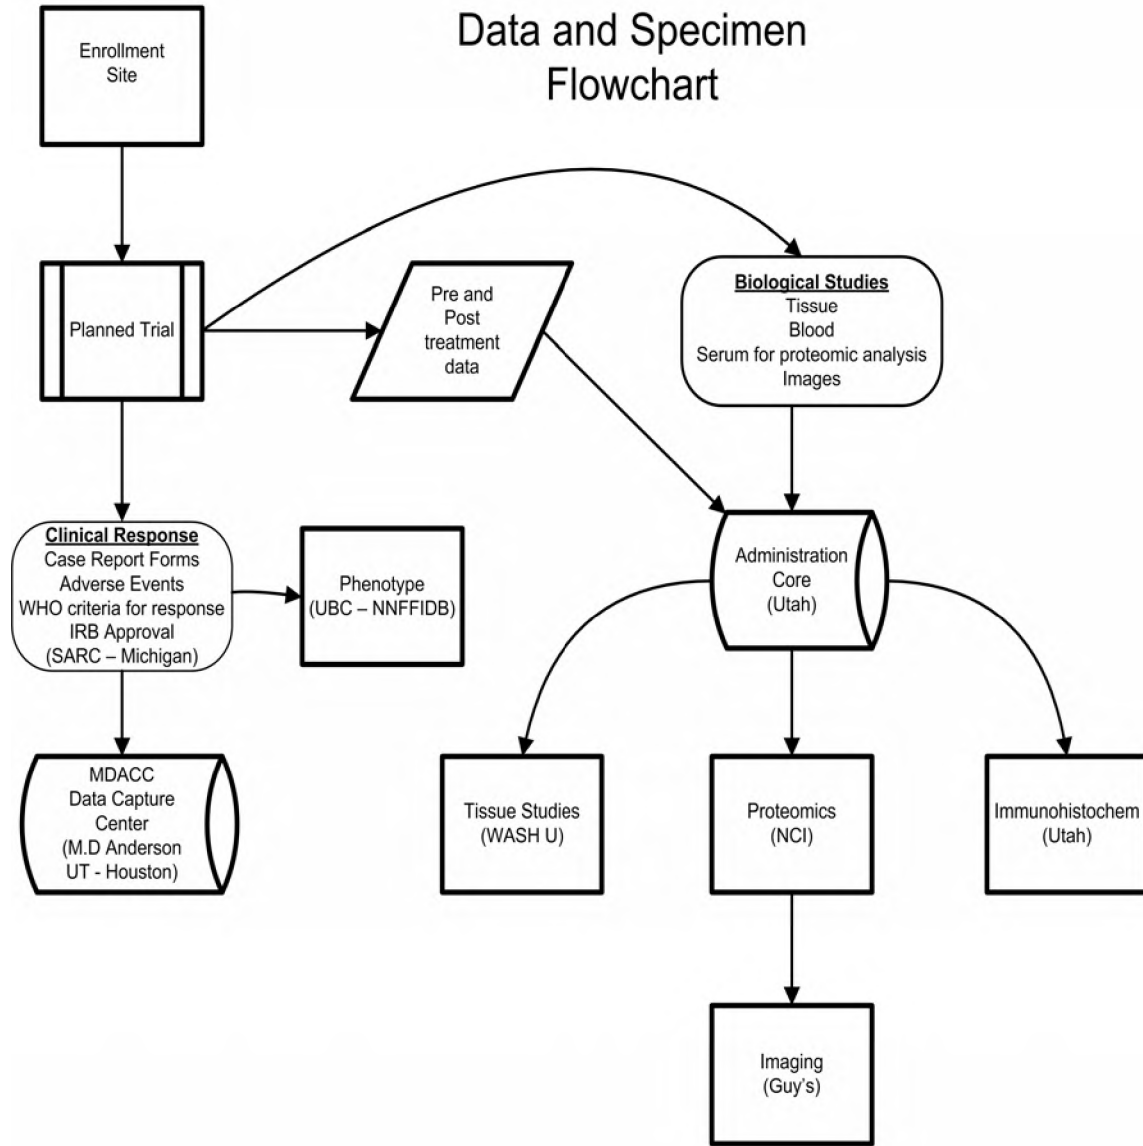 Data and Specimen
Flowchart
Enrollment
Site
Planned Trial
Pre and
Post
treatment
data
Biological Studies
Tissue
Blood
Serum for proteomic analysis
Images
Clinical Response
Case Report Forms
Adverse Events
WHO criteria for response
IRB Approval
(SARC – Michigan)
Phenotype
(UBC – NNFFIDB)
Administration
Core
(Utah)
MDACC
Data Capture
Center
(M.D Anderson
UT - Houston)
Tissue Studies
(WASH U)
Proteomics
(NCI)
Immunohistochem
(Utah)
Imaging
(Guy's)